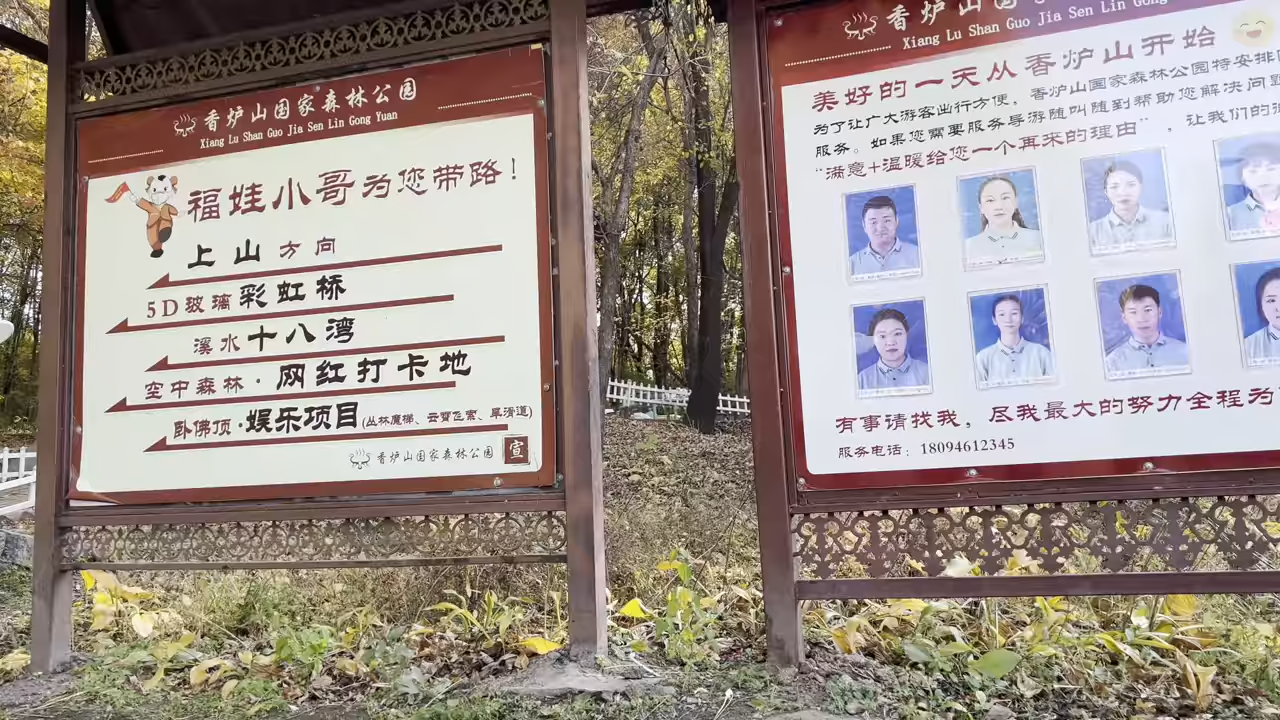 香炉山国家森林公园
Xiang Lu Shan Guo Jia Sen Lin Gong Yuan
福娃小哥为您带路！
上山方向
5D玻璃彩虹桥
溪水十八湾
空中森林·网红打卡地
卧佛顶·娱乐项目(丛林魔梯、云霄飞索、旱滑道)
香炉山国家森林公园 宣
香炉山国家
Xiang Lu Shan Guo Jia Sen Lin Gong
美好的一天从香炉山开始
为了让广大游客出行方便，香炉山国家森林公园特安排
服务。如果您需要服务导游随叫随到帮助您解决问题
“满意+温暖给您一个再来的理由”，让我们的
有事请找我，尽我最大的努力全程为
服务电话：18094612345